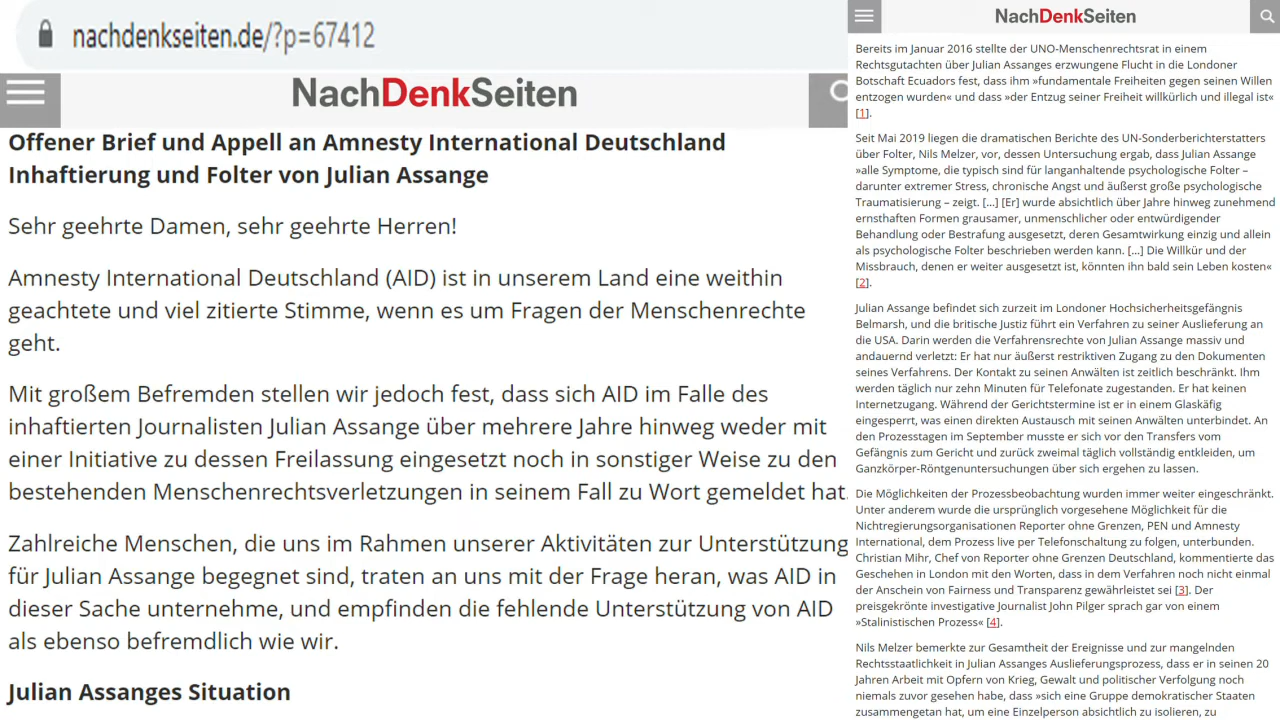 nachdenkseiten.de/?p=67412
NachDenkSeiten
Offener Brief und Appell an Amnesty International Deutschland
Inhaftierung und Folter von Julian Assange
Sehr geehrte Damen, sehr geehrte Herren!
Amnesty International Deutschland (AID) ist in unserem Land eine weithin
geachtete und viel zitierte Stimme, wenn es um Fragen der Menschenrechte
geht.
Mit großem Befremden stellen wir jedoch fest, dass sich AID im Falle des
inhaftierten Journalisten Julian Assange über mehrere Jahre hinweg weder mit
einer Initiative zu dessen Freilassung eingesetzt noch in sonstiger Weise zu den
bestehenden Menschenrechtsverletzungen in seinem Fall zu Wort gemeldet hat.
Zahlreiche Menschen, die uns im Rahmen unserer Aktivitäten zur Unterstützung
für Julian Assange begegnet sind, traten an uns mit der Frage heran, was AID in
dieser Sache unternehme, und empfinden die fehlende Unterstützung von AID
als ebenso befremdlich wie wir.
Julian Assanges Situation
NachDenkSeiten
Bereits im Januar 2016 stellte der UNO-Menschenrechtsrat in einem
Rechtsgutachten über Julian Assanges erzwungene Flucht in die Londoner
Botschaft Ecuadors fest, dass ihm »fundamentale Freiheiten gegen seinen Willen
entzogen wurden« und dass »der Entzug seiner Freiheit willkürlich und illegal ist«
[1].
Seit Mai 2019 liegen die dramatischen Berichte des UN-Sonderberichterstatters
über Folter, Nils Melzer, vor, dessen Untersuchung ergab, dass Julian Assange
»alle Symptome, die typisch sind für langanhaltende psychologische Folter –
darunter extremer Stress, chronische Angst und äußerst große psychologische
Traumatisierung – zeigt. […] [Er] wurde absichtlich über Jahre hinweg zunehmend
ernsthaften Formen grausamer, unmenschlicher oder entwürdigender
Behandlung oder Bestrafung ausgesetzt, deren Gesamtwirkung einzig und allein
als psychologische Folter beschrieben werden kann. […] Die Willkür und der
Missbrauch, denen er weiter ausgesetzt ist, könnten ihn bald sein Leben kosten«
[2].
Julian Assange befindet sich zurzeit im Londoner Hochsicherheitsgefängnis
Belmarsh, und die britische Justiz führt ein Verfahren zu seiner Auslieferung an
die USA. Darin werden die Verfahrensrechte von Julian Assange massiv und
andauernd verletzt: Er hat nur äußerst restriktiven Zugang zu den Dokumenten
seines Verfahrens. Der Kontakt zu seinen Anwälten ist zeitlich beschränkt. Ihm
werden täglich nur zehn Minuten für Telefonate zugestanden. Er hat keinen
Internetzugang. Während der Gerichtstermine ist er in einem Glaskäfig
eingesperrt, was einen direkten Austausch mit seinen Anwälten unterbindet. An
den Prozesstagen im September musste er sich vor den Transfers vom
Gefängnis zum Gericht und zurück zweimal täglich vollständig entkleiden, um
Ganzkörper-Röntgenuntersuchungen über sich ergehen zu lassen.
Die Möglichkeiten der Prozessbeobachtung wurden immer weiter eingeschränkt.
Unter anderem wurde die ursprünglich vorgesehene Möglichkeit für die
Nichtregierungsorganisationen Reporter ohne Grenzen, PEN und Amnesty
International, dem Prozess live per Telefonschaltung zu folgen, unterbunden.
Christian Mihr, Chef von Reporter ohne Grenzen Deutschland, kommentierte das
Geschehen in London mit den Worten, dass in dem Verfahren noch nicht einmal
der Anschein von Fairness und Transparenz gewährleistet sei [3]. Der
preisgekrönte investigative Journalist John Pilger sprach gar von einem
»Stalinistischen Prozess« [4].
Nils Melzer bemerkte zur Gesamtheit der Ereignisse und zur mangelnden
Rechtsstaatlichkeit in Julian Assanges Auslieferungsprozess, dass er in seinen 20
Jahren Arbeit mit Opfern von Krieg, Gewalt und politischer Verfolgung noch
niemals zuvor gesehen habe, dass »sich eine Gruppe demokratischer Staaten
zusammengetan hat, um eine Einzelperson absichtlich zu isolieren, zu